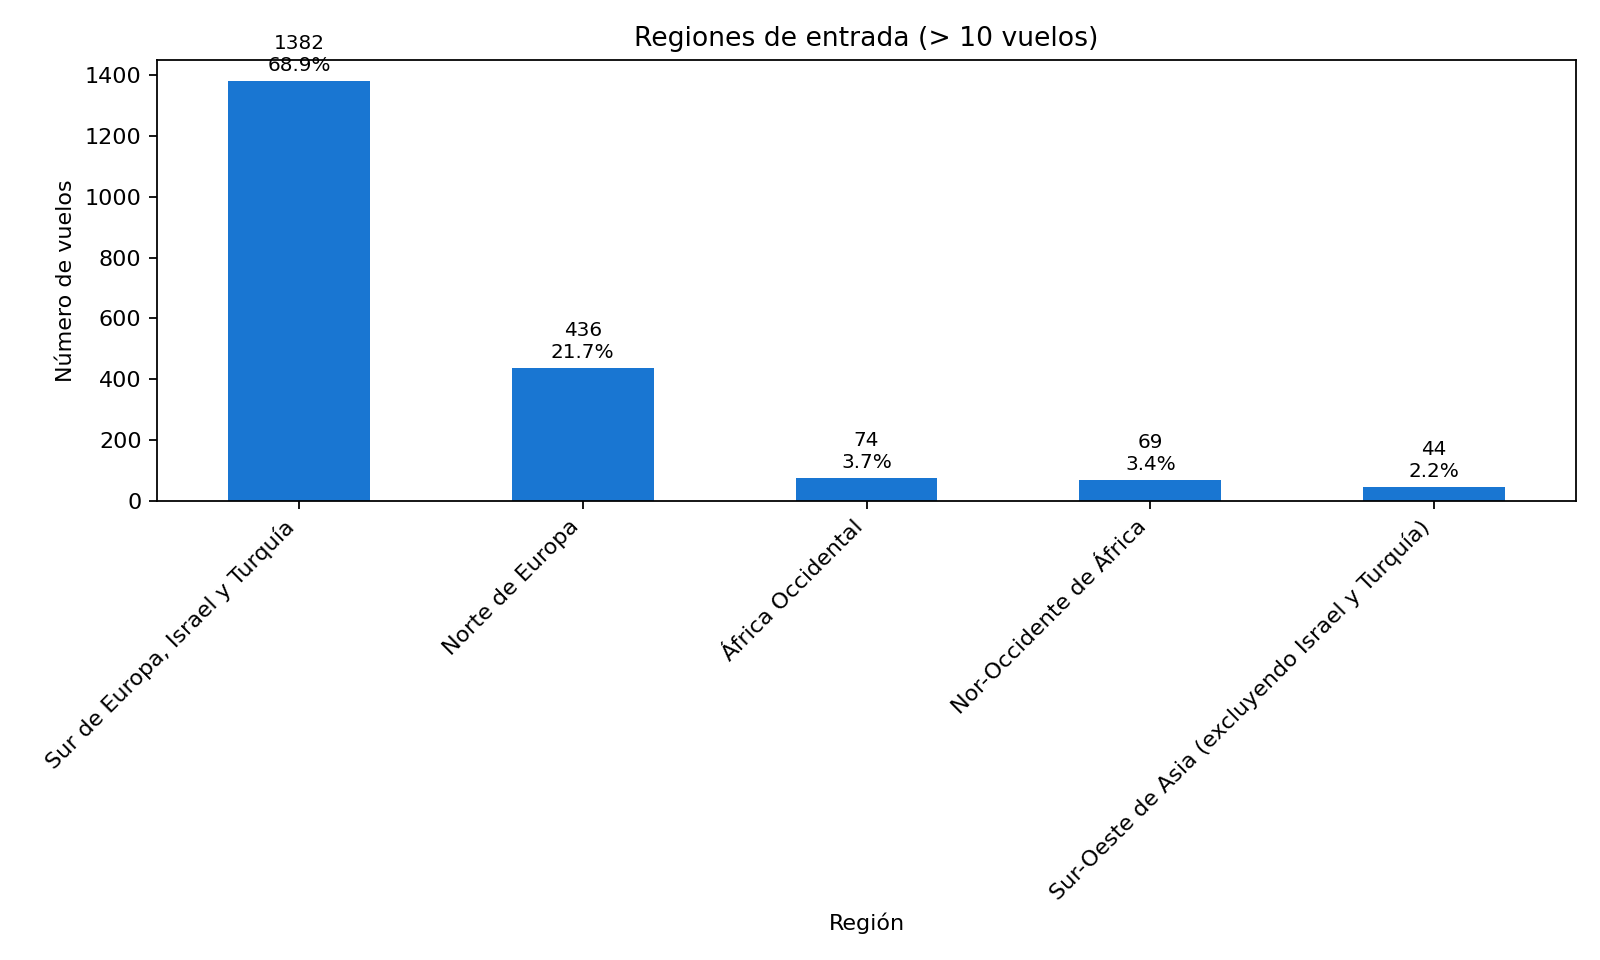 Regiones de entrada (> 10 vuelos)
1382
68.9%
436
21.7%
74
3.7%
69
3.4%
44
2.2%
Número de vuelos
1400
1200
1000
800
600
400
200
0
Sur de Europa, Israel y Turquía
Norte de Europa
África Occidental
Nor-Occidente de África
Sur-Oeste de Asia (excluyendo Israel y Turquía)
Región